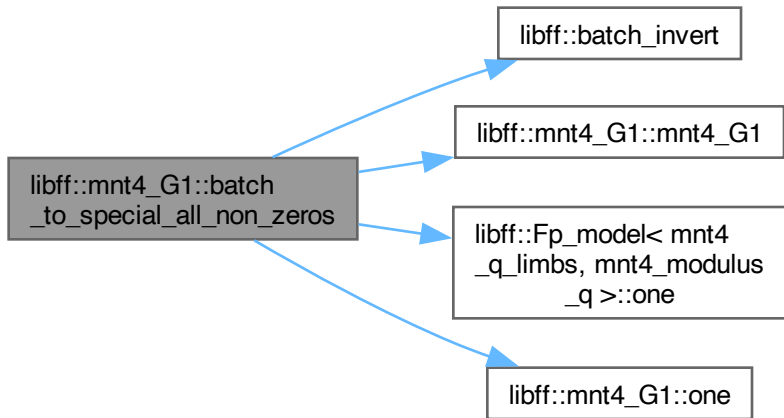 libff::batch_invert
libff::mnt4_G1::mnt4_G1
libff::mnt4_G1::batch
_to_special_all_non_zeros
libff::Fp_model< mnt4
_q_limbs, mnt4_modulus
_q >::one
libff::mnt4_G1::one